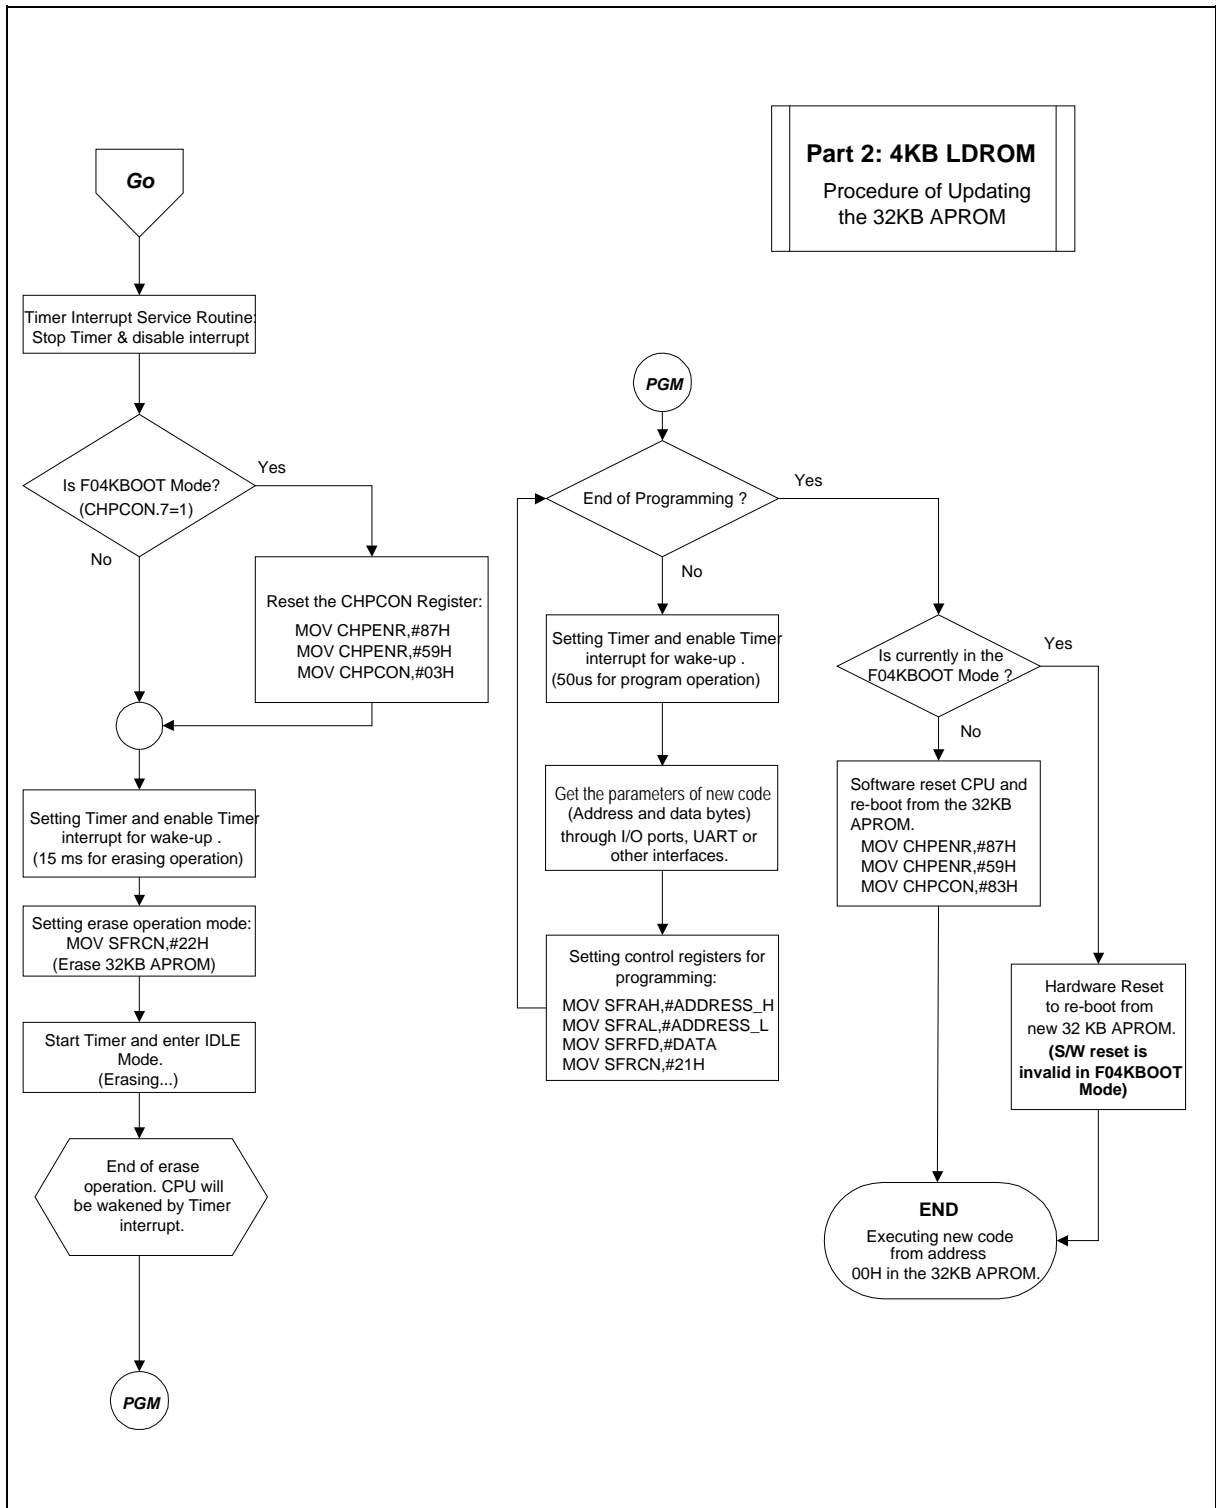 Part 2: 4KB LDROM
Procedure of Updating
the 32KB APROM
Go
Timer Interrupt Service Routine:
Stop Timer & disable interrupt
Is F04KBOOT Mode?
(CHPCON.7=1)
Yes
No
Reset the CHPCON Register:
MOV CHPENR,#87H
MOV CHPENR,#59H
MOV CHPCON,#03H
Setting Timer and enable Timer
interrupt for wake-up .
(15 ms for erasing operation)
Setting erase operation mode:
MOV SFRCN,#22H
(Erase 32KB APROM)
Start Timer and enter IDLE
Mode.
(Erasing...)
End of erase
operation. CPU will
be wakened by Timer
interrupt.
PGM
PGM
End of Programming ?
Yes
No
Setting Timer and enable Timer
interrupt for wake-up .
(50us for program operation)
Get the parameters of new code
(Address and data bytes)
through I/O ports, UART or
other interfaces.
Setting control registers for
programming:
MOV SFRAH,#ADDRESS_H
MOV SFRAL,#ADDRESS_L
MOV SFRFD,#DATA
MOV SFRCN,#21H
Is currently in the
F04KBOOT Mode ?
Yes
No
Software reset CPU and
re-boot from the 32KB
APROM.
MOV CHPENR,#87H
MOV CHPENR,#59H
MOV CHPCON,#83H
Hardware Reset
to re-boot from
new 32 KB APROM.
(S/W reset is
invalid in F04KBOOT
Mode)
END
Executing new code
from address
00H in the 32KB APROM.